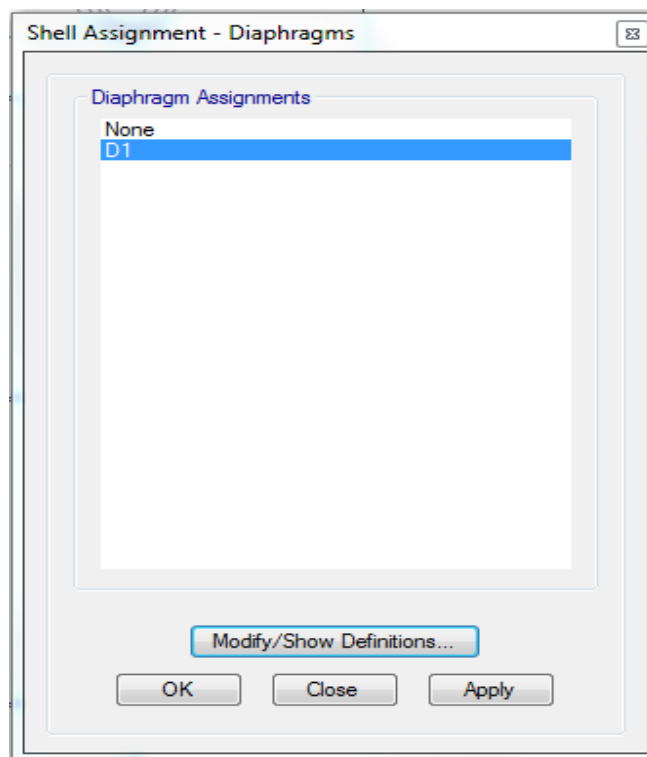 Shell Assignment - Diaphragms
Diaphragm Assignments
None
D1
Modify/Show Definitions...
OK Close Apply